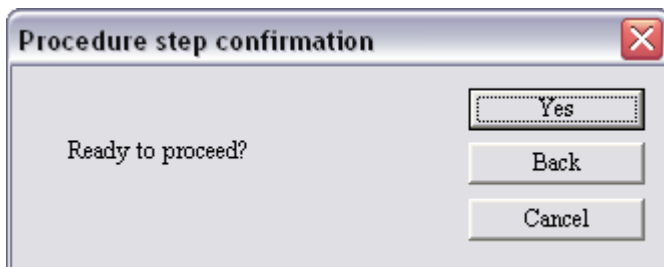 Procedure step confirmation
Ready to proceed?
Yes
Back
Cancel